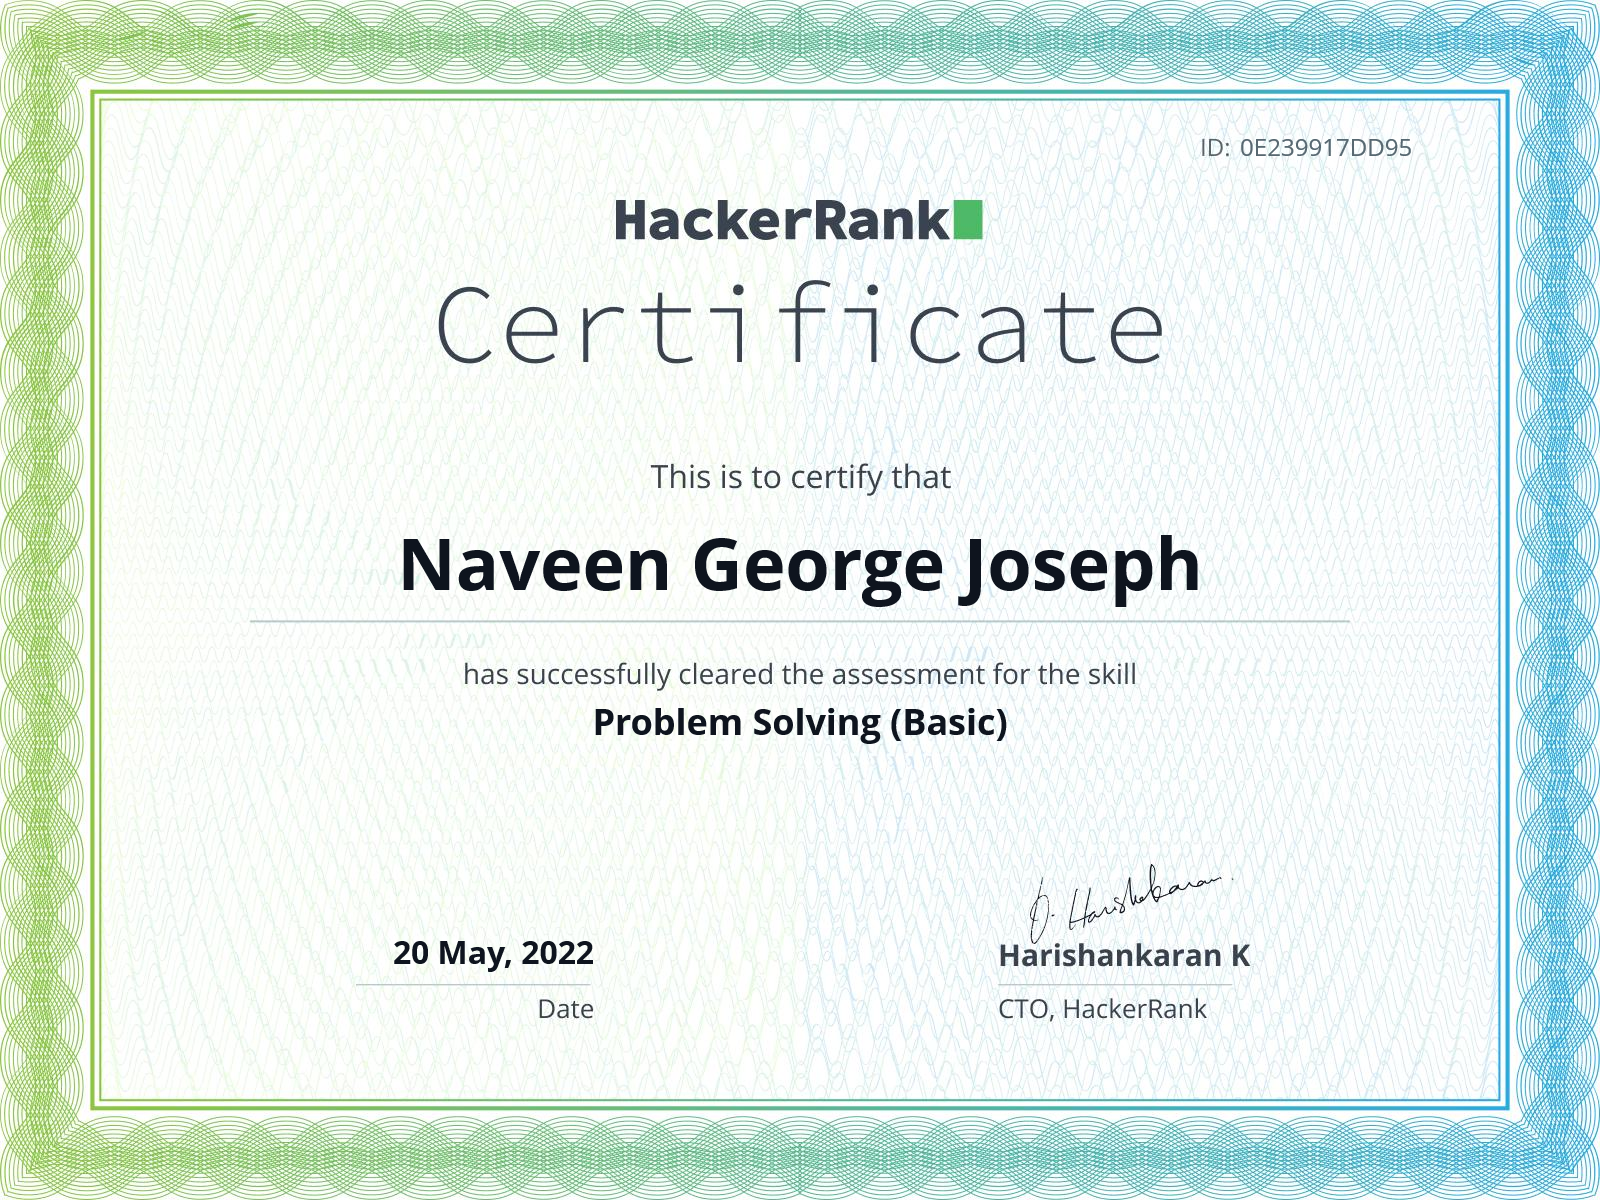 ID: 0E239917DD95
HackerRank
Certificate
This is to certify that
Naveen George Joseph
has successfully cleared the assessment for the skill
Problem Solving (Basic)
20 May, 2022
Date
Harishankaran K
CTO, HackerRank